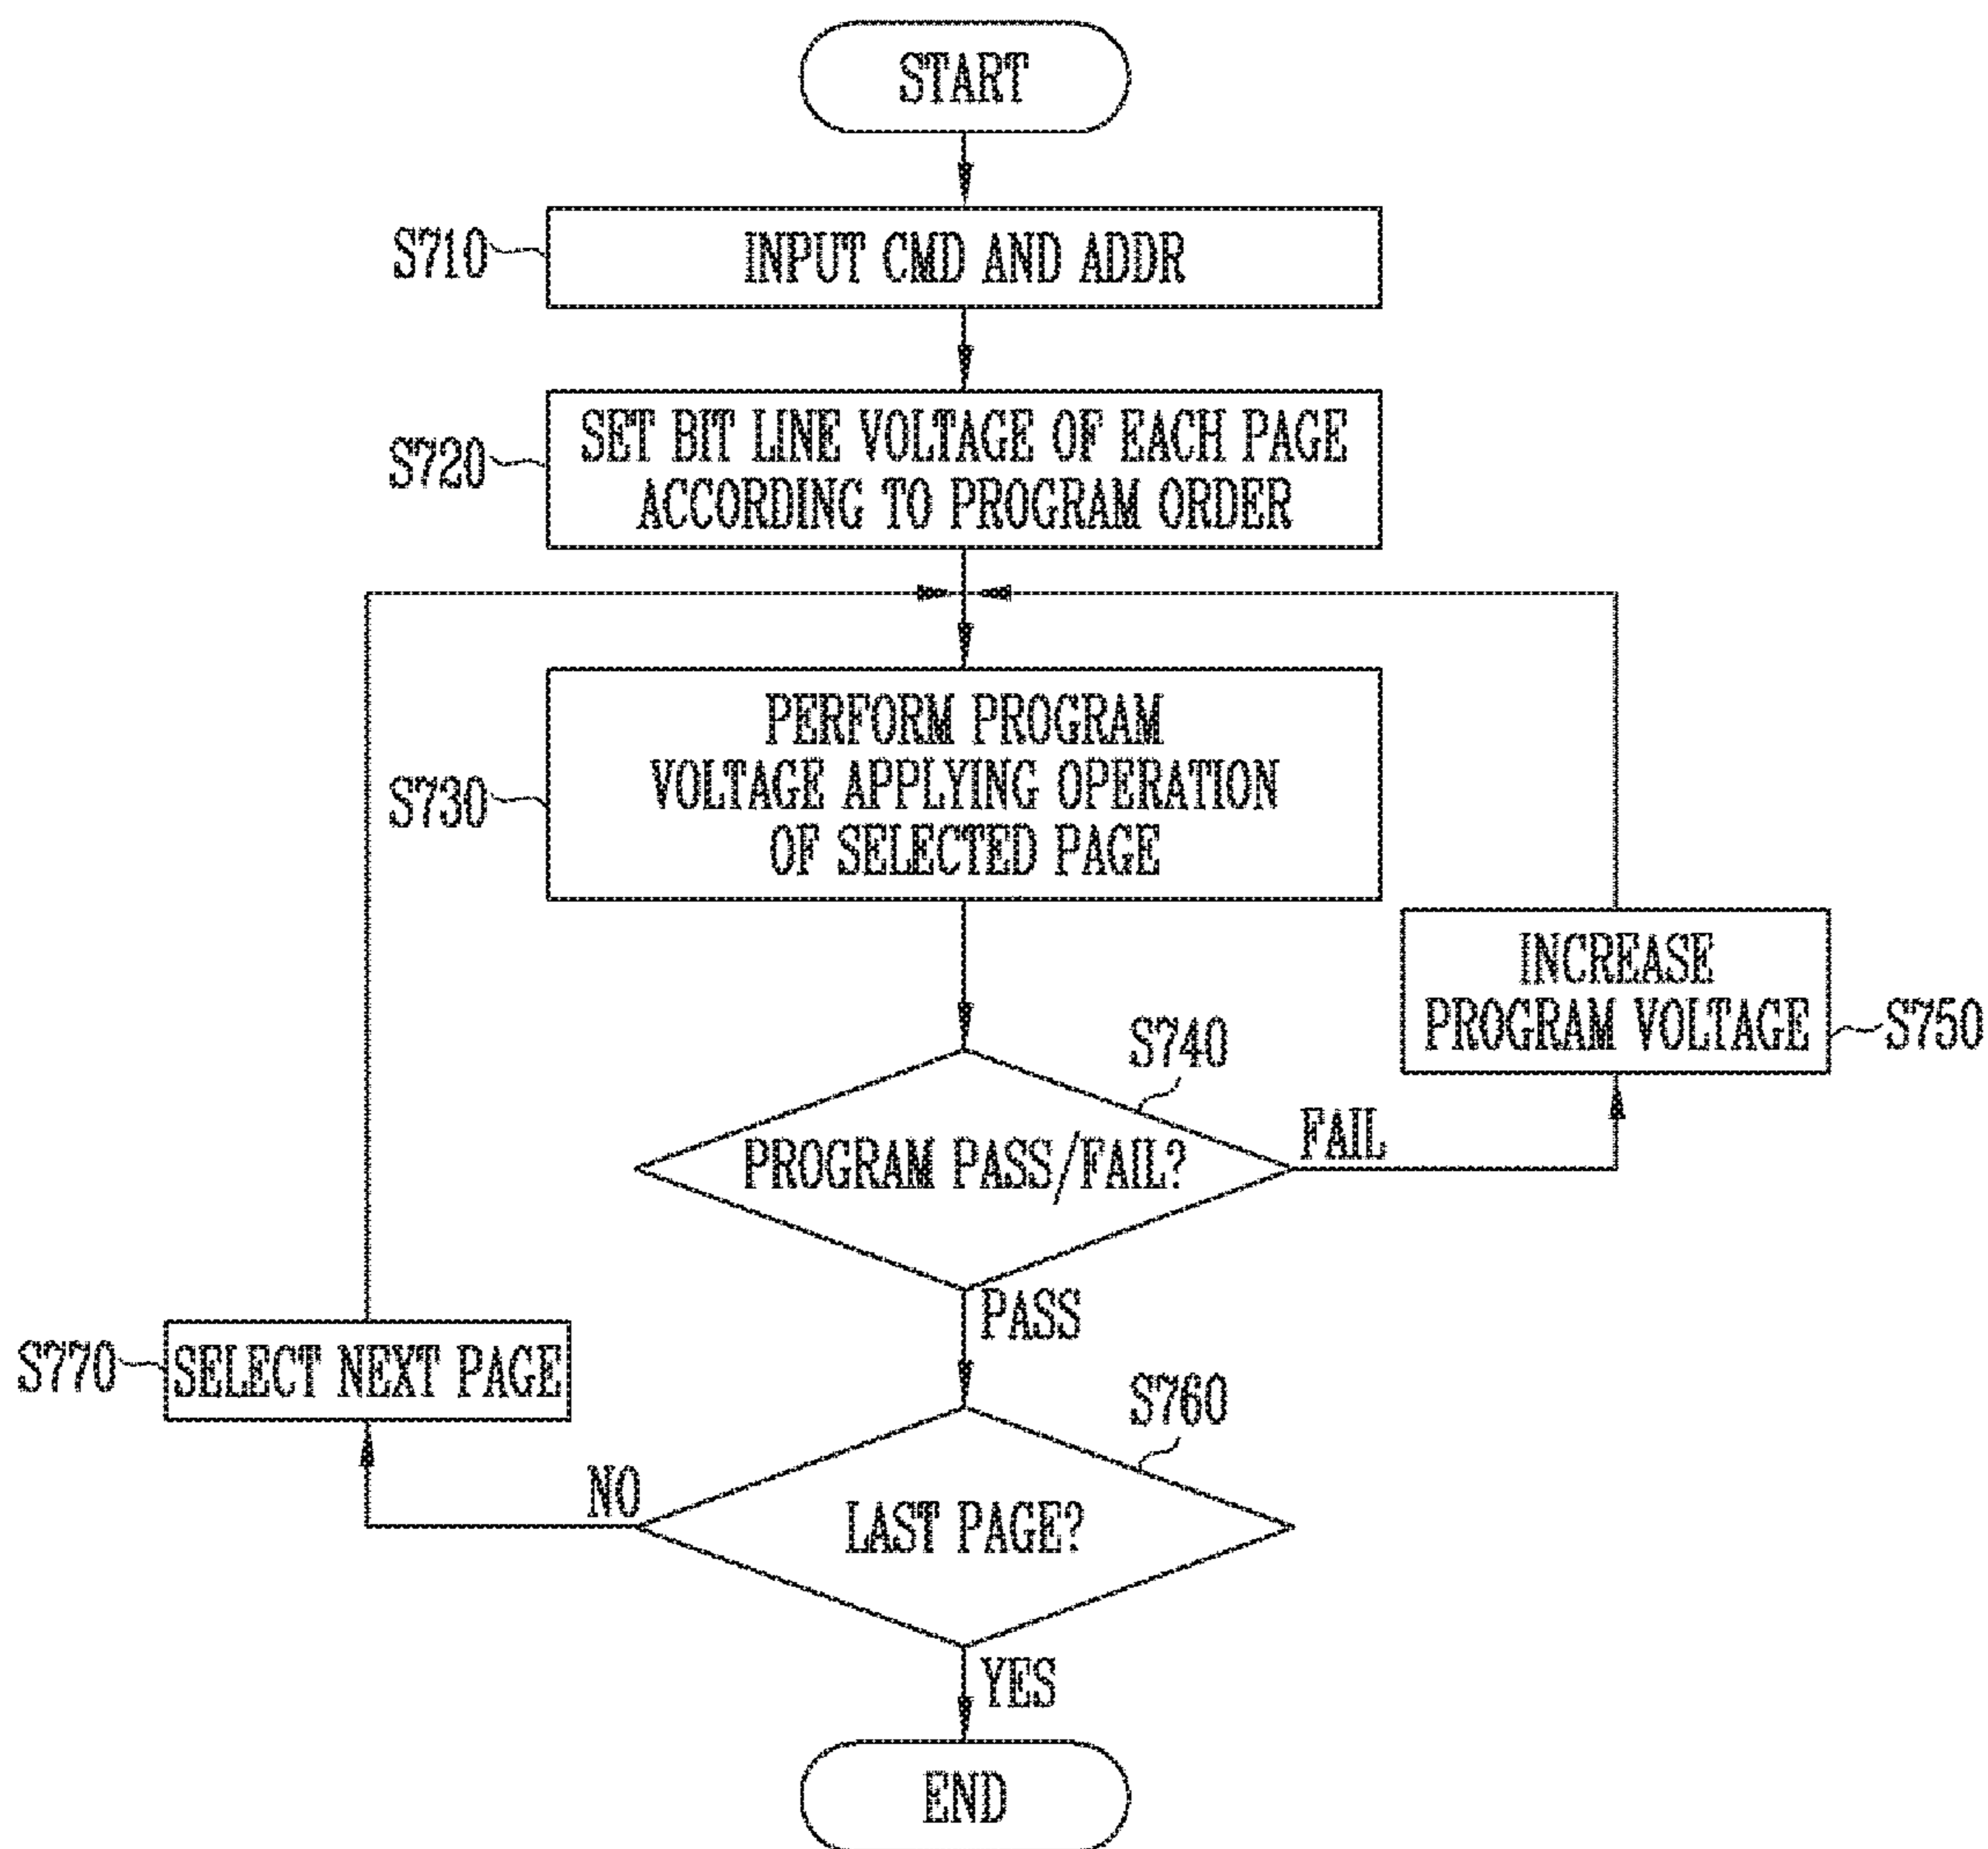 START
S710
INPUT CMD AND ADDR
S720
SET BIT LINE VOLTAGE OF EACH PAGE
ACCORDING TO PROGRAM ORDER
S730
PERFORM PROGRAM
VOLTAGE APPLYING OPERATION
OF SELECTED PAGE
INCREASE
PROGRAM VOLTAGE
S750
S740
PROGRAM PASS/FAIL?
FAIL
PASS
S770
SELECT NEXT PAGE
S760
NO
LAST PAGE?
YES
END